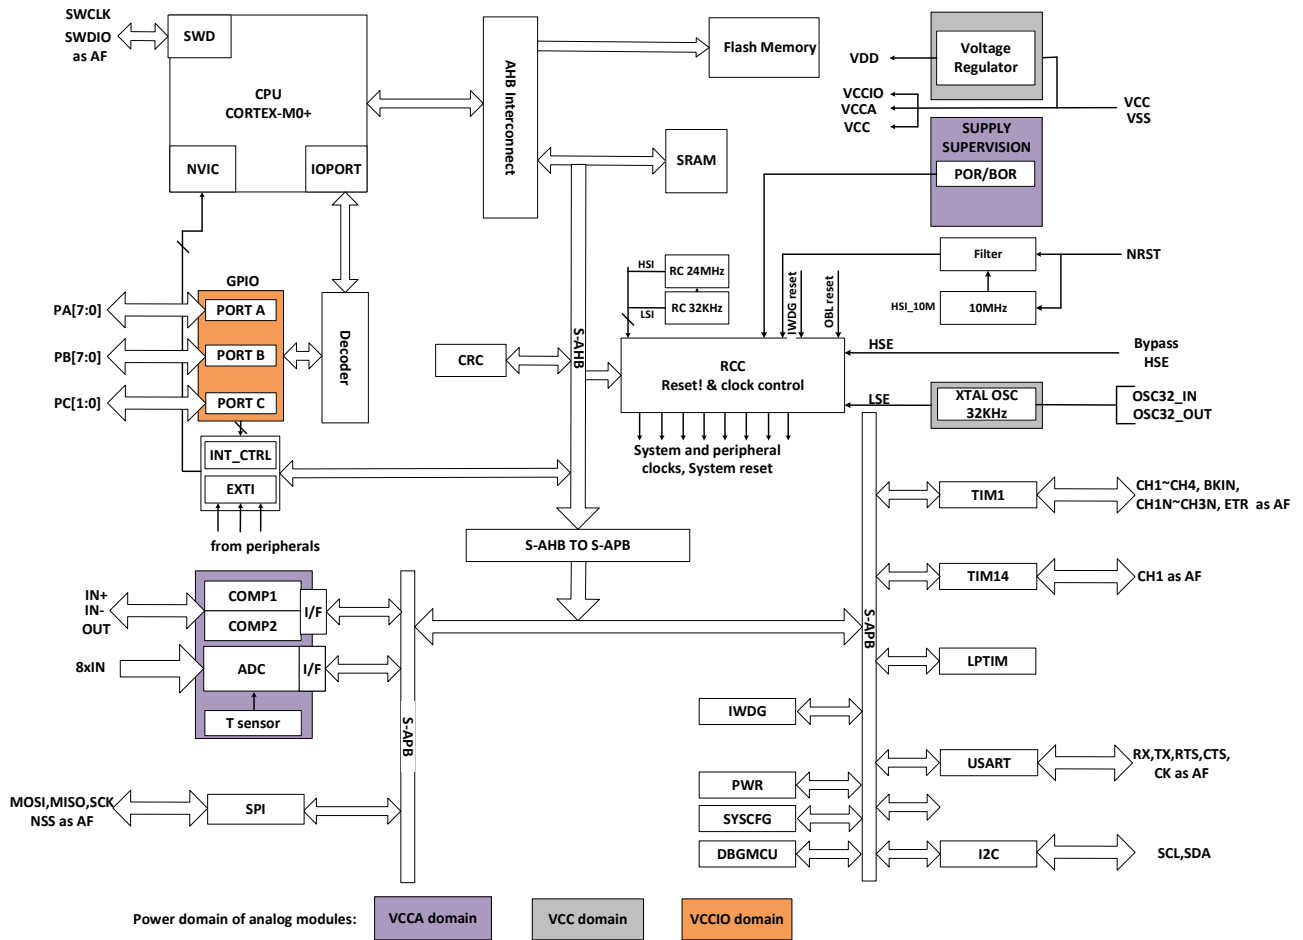 SWCLK
SWDIO
as AF
SWD
CPU
CORTEX-M0+
NVIC
IOPORT
AHB Interconnect
Flash Memory
SRAM
VDD
VCCIO
VCCA
VCC
Voltage
Regulator
VCC
VSS
SUPPLY
SUPERVISION
POR/BOR
Filter
NRST
HSI_10M
10MHz
HSI
RC 24MHz
LSI
RC 32KHz
IWDG reset
OBL reset
GPIO
PA[7:0]
PORT A
PB[7:0]
PORT B
PC[1:0]
PORT C
Decoder
CRC
S-AHB
RCC
Reset! & clock control
HSE
Bypass
HSE
LSE
XTAL OSC
32KHz
OSC32_IN
OSC32_OUT
System and peripheral
clocks, System reset
INT_CTRL
EXTI
from peripherals
S-AHB TO S-APB
TIM1
CH1~CH4, BKIN,
CH1N~CH3N, ETR as AF
TIM14
CH1 as AF
IN+
IN-
OUT
COMP1
COMP2
I/F
8xIN
ADC
I/F
T sensor
S-APB
S-APB
LPTIM
IWDG
USART
RX,TX,RTS,CTS,
CK as AF
PWR
SYSCFG
DBGMCU
I2C
SCL,SDA
MOSI,MISO,SCK
NSS as AF
SPI
Power domain of analog modules:
VCCA domain
VCC domain
VCCIO domain